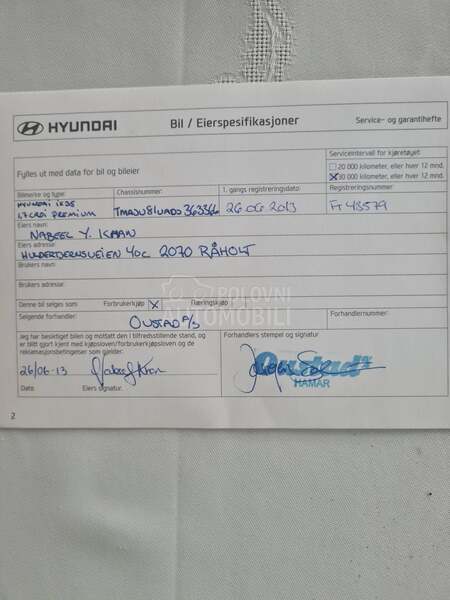 HYUNDAI
Bil / Eierspesifikasjoner
Service- og garantihefte
Fylles ut med data for bil og bileier
Serviceintervall for kjøretøyet:
20 000 kilometer, eller hver 12 mnd.
30 000 kilometer, eller hver 12 mnd.
Bilmerke og type: Chassisnummer: 1. gangs registreringsdato: Registreringsnummer:
HYUNDAI IX35
1.7 CRDI PREMIUM TMADU81UADJ363366 26.06.2013 FT 43579
Eiers navn:
NABEEL Y.
Eiers adresse:
40C 2070 RÅHOLT
Brukers navn:
Brukers adresse:
POLOVNI
AUTOMOBILI
Denne bil selges som Forbrukerkjøp X Næringskjøp
Selgende forhandler: Forhandlernummer:
OUSTAD A/S
Jeg har besiktiget bilen og mottatt den i tilfredsstillende stand, og
er blitt gjort kjent med kjøpsloven/forbrukerkjøpsloven og de
reklamasjonsbetingelser som gjelder.
Forhandlers stempel og signatur
26/06-13
Oustad A/S
HAMAR
Dato. Eiers signatur.
2